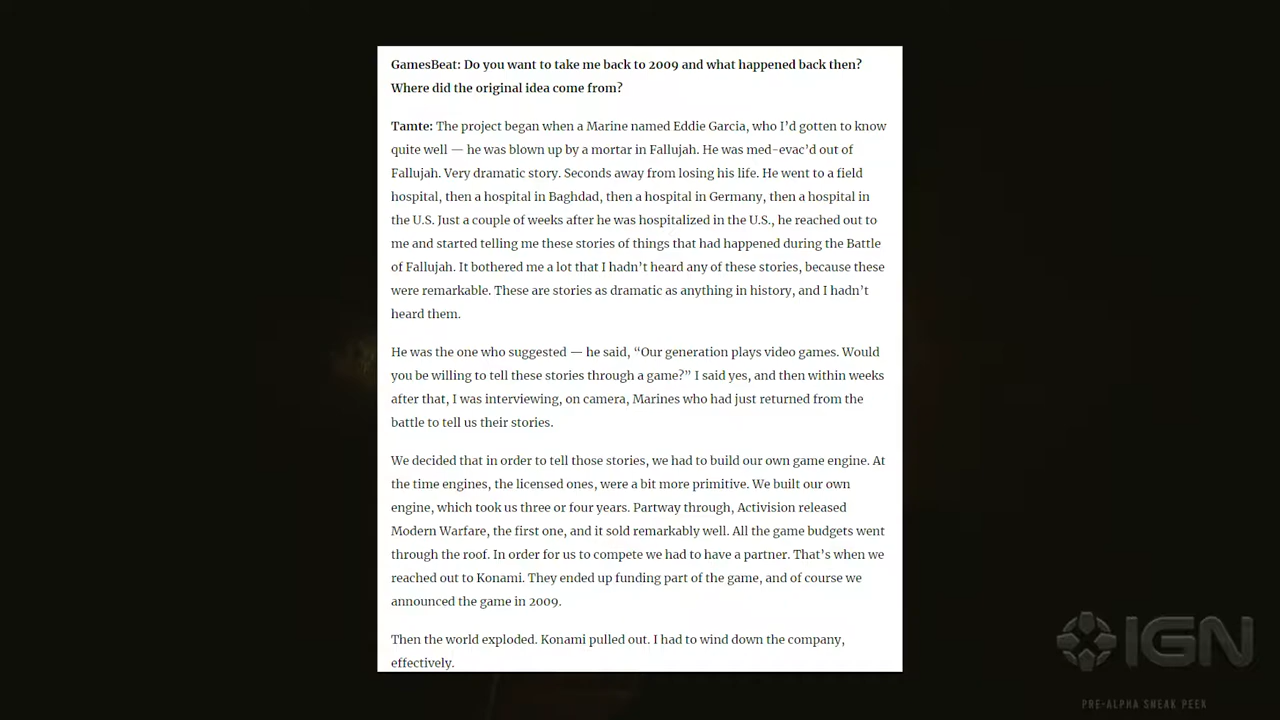 GamesBeat: Do you want to take me back to 2009 and what happened back then?
Where did the original idea come from?
Tamte: The project began when a Marine named Eddie Garcia, who I’d gotten to know
quite well — he was blown up by a mortar in Fallujah. He was med-evac’d out of
Fallujah. Very dramatic story. Seconds away from losing his life. He went to a field
hospital, then a hospital in Baghdad, then a hospital in Germany, then a hospital in
the U.S. Just a couple of weeks after he was hospitalized in the U.S., he reached out to
me and started telling me these stories of things that had happened during the Battle
of Fallujah. It bothered me a lot that I hadn’t heard any of these stories, because these
were remarkable. These are stories as dramatic as anything in history, and I hadn’t
heard them.
He was the one who suggested — he said, “Our generation plays video games. Would
you be willing to tell these stories through a game?” I said yes, and then within weeks
after that, I was interviewing, on camera, Marines who had just returned from the
battle to tell us their stories.
We decided that in order to tell those stories, we had to build our own game engine. At
the time engines, the licensed ones, were a bit more primitive. We built our own
engine, which took us three or four years. Partway through, Activision released
Modern Warfare, the first one, and it sold remarkably well. All the game budgets went
through the roof. In order for us to compete we had to have a partner. That’s when we
reached out to Konami. They ended up funding part of the game, and of course we
announced the game in 2009.
Then the world exploded. Konami pulled out. I had to wind down the company,
effectively.
IGN
PRE-ALPHA SNEAK PEEK